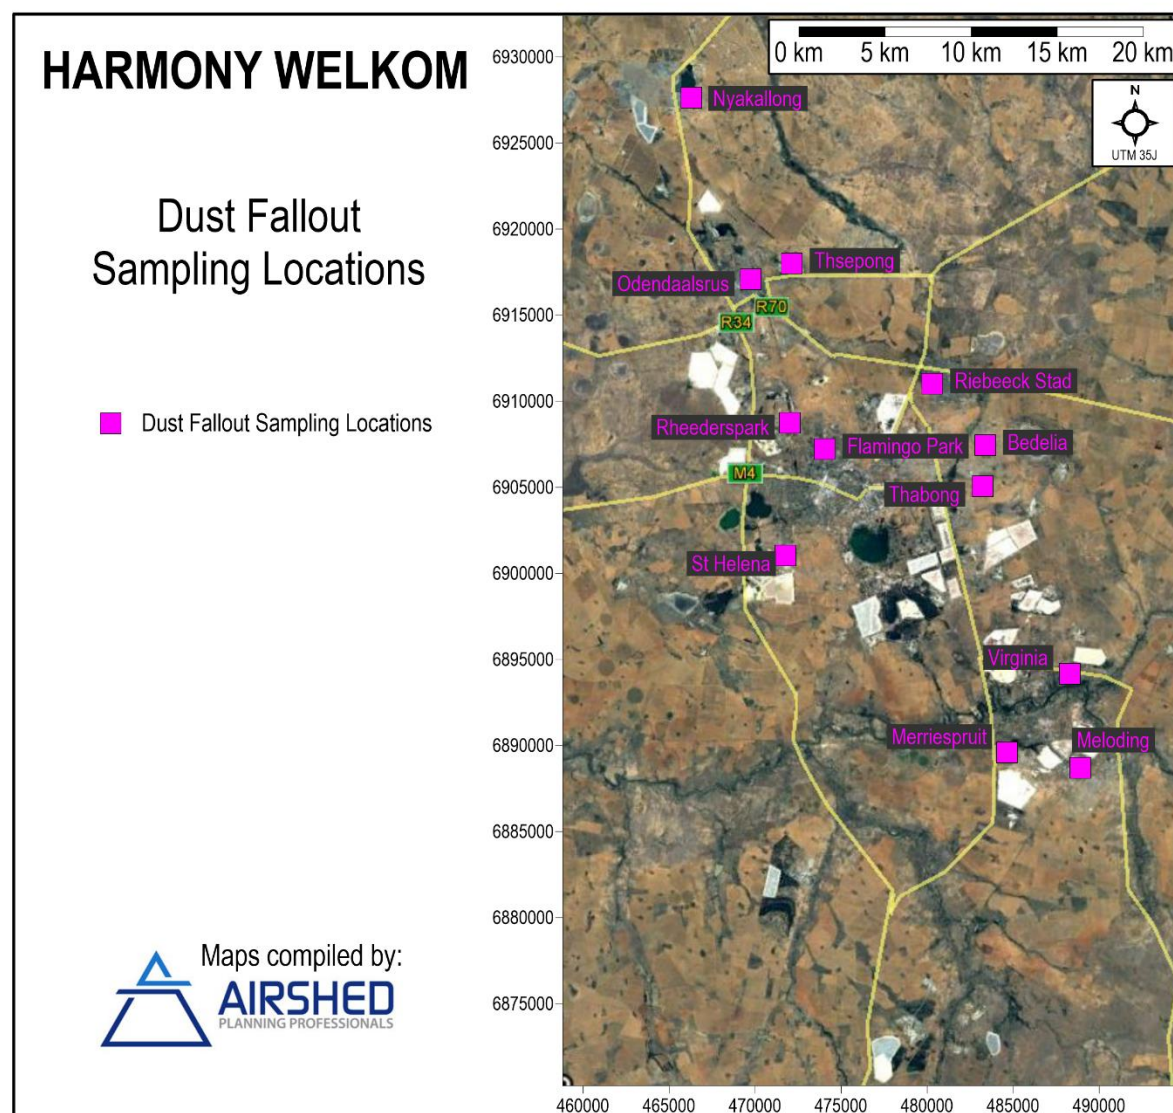 HARMONY WELKOM
Dust Fallout
Sampling Locations
Dust Fallout Sampling Locations
Maps compiled by:
AIRSHED
PLANNING PROFESSIONALS
0 km 5 km 10 km 15 km 20 km
N
UTM 35J
6930000
6925000
6920000
6915000
6910000
6905000
6900000
6895000
6890000
6885000
6880000
6875000
Nyakallong
Thsepong
Odendaalsrus
R70
R34
Riebeeck Stad
Rheederspark
Flamingo Park
Bedelia
M4
Thabong
St Helena
Virginia
Merriespruit
Meloding
460000 465000 470000 475000 480000 485000 490000